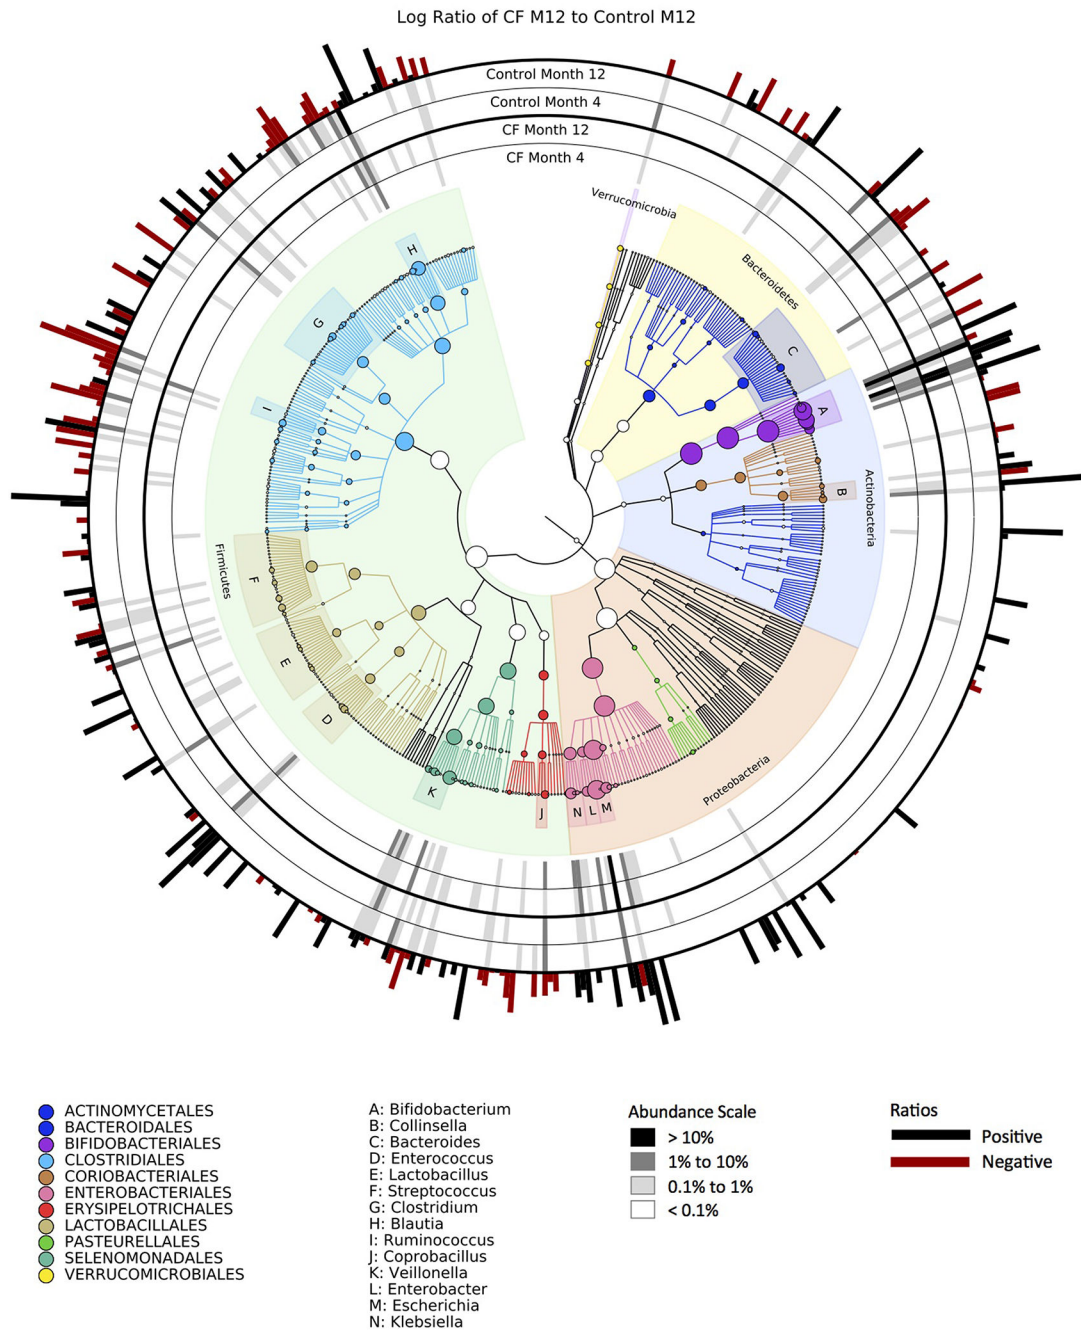 Log Ratio of CF M12 to Control M12
Control Month 12
Control Month 4
CF Month 12
CF Month 4
Verrucomicrobia
Bacteroidetes
Actinobacteria
Proteobacteria
Firmicutes
H
G
I
F
E
D
K
J
N L M
C
A
B
ACTINOMYCETALES
BACTEROIDALES
BIFIDOBACTERIALES
CLOSTRIDIALES
CORIOBACTERIALES
ENTEROBACTERIALES
ERYSIPELOTRICHALES
LACTOBACILLALES
PASTEURELLALES
SELENOMONADALES
VERRUCOMICROBIALES
A: Bifidobacterium
B: Collinsella
C: Bacteroides
D: Enterococcus
E: Lactobacillus
F: Streptococcus
G: Clostridium
H: Blautia
I: Ruminococcus
J: Coprobacillus
K: Veillonella
L: Enterobacter
M: Escherichia
N: Klebsiella
Abundance Scale
> 10%
1% to 10%
0.1% to 1%
< 0.1%
Ratios
Positive
Negative